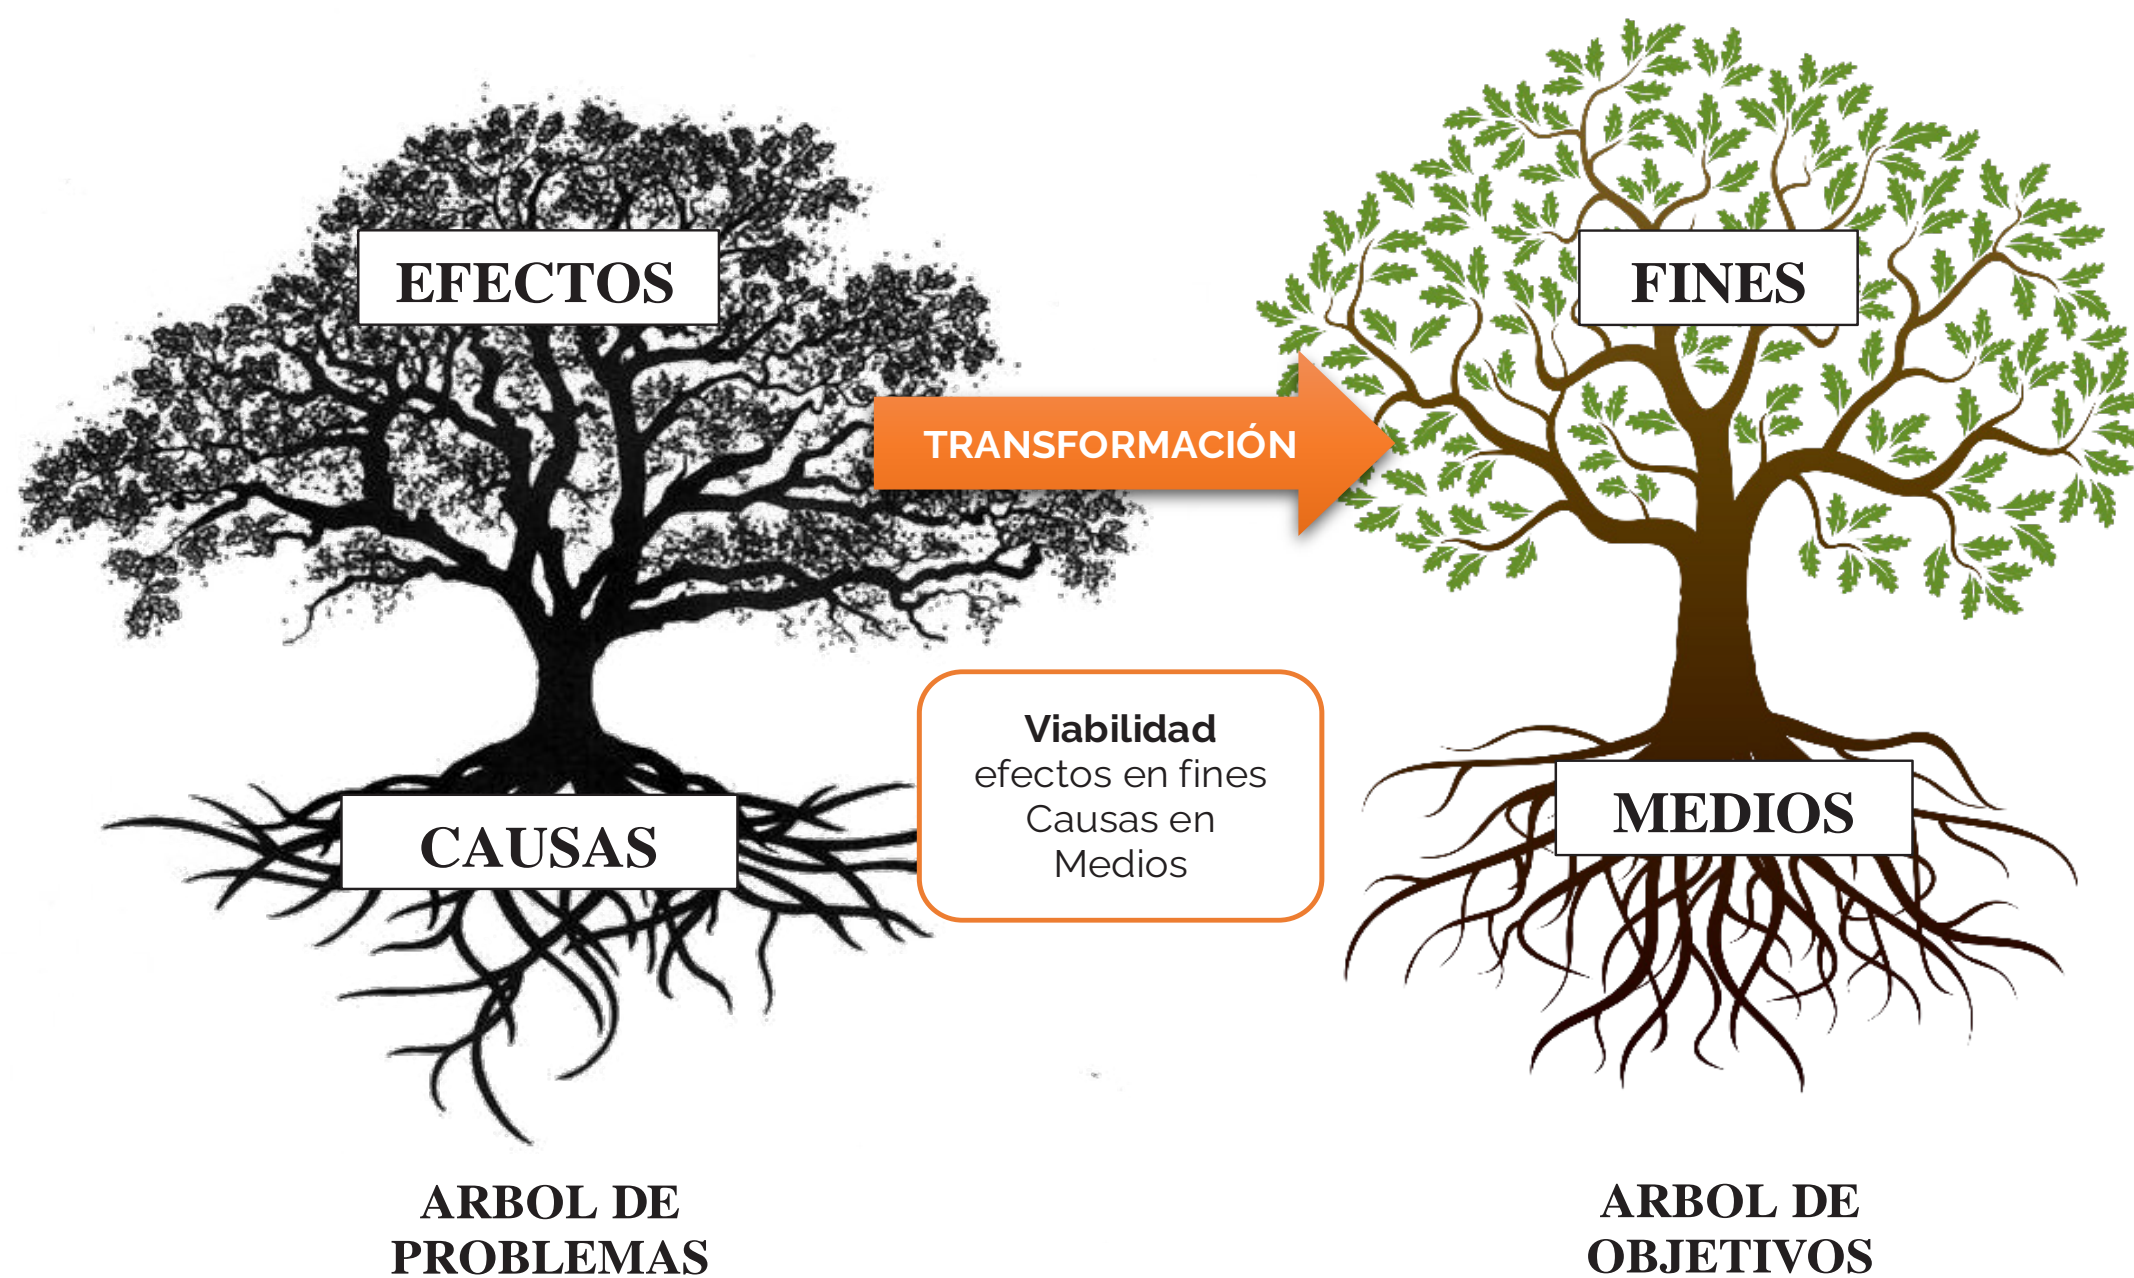 EFECTOS
FINES
TRANSFORMACIÓN
Viabilidad
efectos en fines
Causas en
Medios
CAUSAS
MEDIOS
ARBOL DE
PROBLEMAS
ARBOL DE
OBJETIVOS